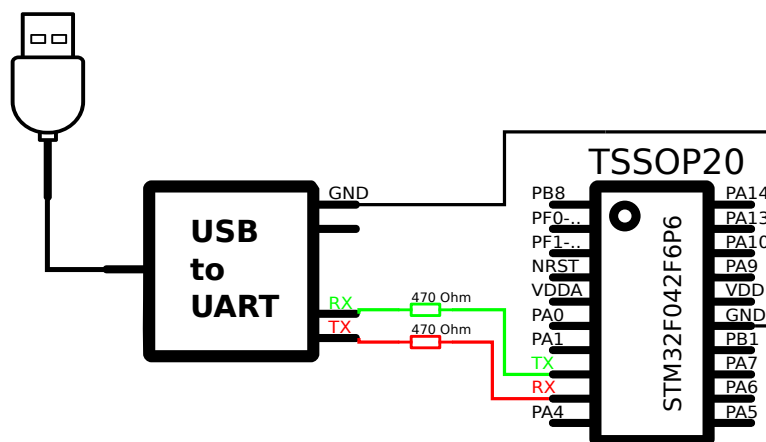 TSSOP20
GND
USB
to
UART
RX
TX
470 Ohm
470 Ohm
PB8
PF0-..
PF1-..
NRST
VDDA
PA0
PA1
TX
RX
PA4
STM32F042F6P6
PA14
PA13
PA10
PA9
VDD
GND
PB1
PA7
PA6
PA5